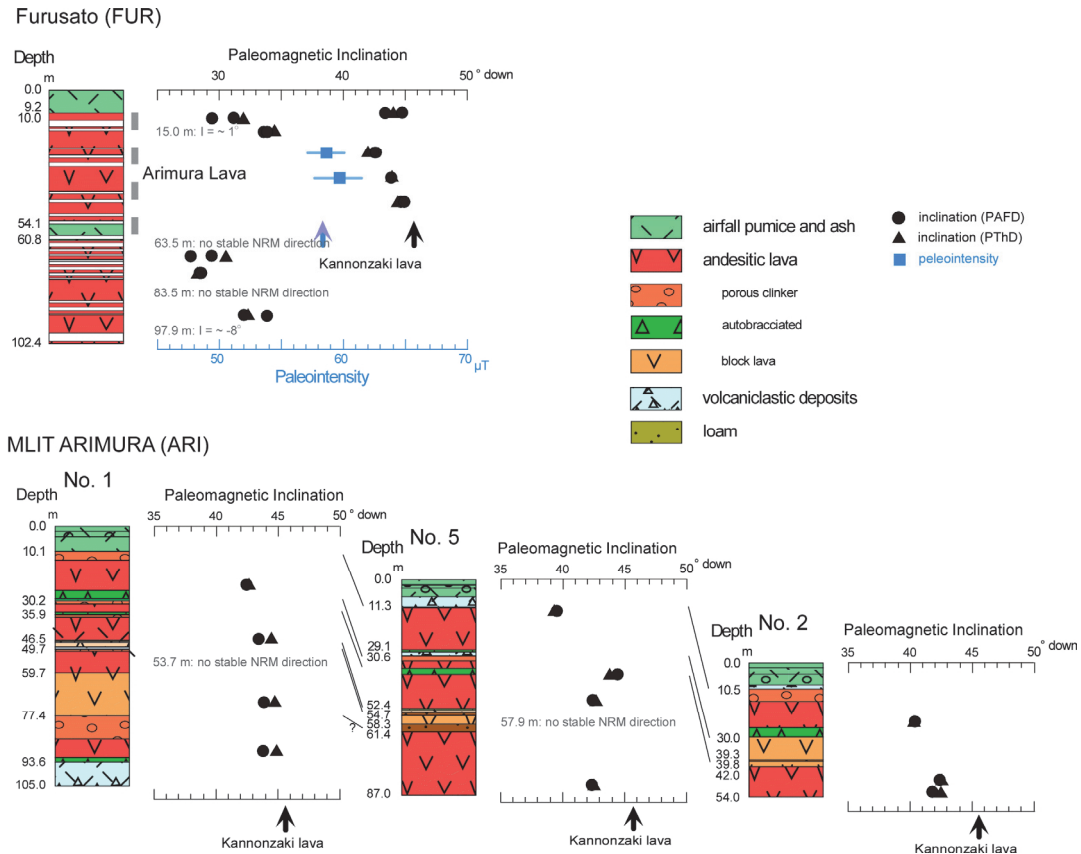 Furusato (FUR)
Depth
m
Paleomagnetic Inclination
30 40 50 ° down
0.0
9.2
10.0
15.0 m: I = ~ 1°
Arimura Lava
54.1
60.8
63.5 m: no stable NRM direction
Kannonzaki lava
83.5 m: no stable NRM direction
97.9 m: I = ~ -8°
102.4
50 60 70
µT
Paleointensity
airfall pumice and ash
andesitic lava
porous clinker
autobracciated
block lava
volcaniclastic deposits
loam
inclination (PAFD)
inclination (PThD)
peleointensity
MLIT ARIMURA (ARI)
No. 1
Depth
m
Paleomagnetic Inclination
35 40 45 50 ° down
0.0
10.1
30.2
35.9
46.5
49.7
53.7 m: no stable NRM direction
59.7
77.4
93.6
105.0
Kannonzaki lava
No. 5
Depth
m
Paleomagnetic Inclination
35 40 45 50 ° down
0.0
11.3
29.1
30.6
52.4
54.7
58.3
?
61.4
57.9 m: no stable NRM direction
87.0
Kannonzaki lava
No. 2
Depth
m
Paleomagnetic Inclination
35 40 45 50 ° down
0.0
10.5
30.0
39.3
39.8
42.0
54.0
Kannonzaki lava